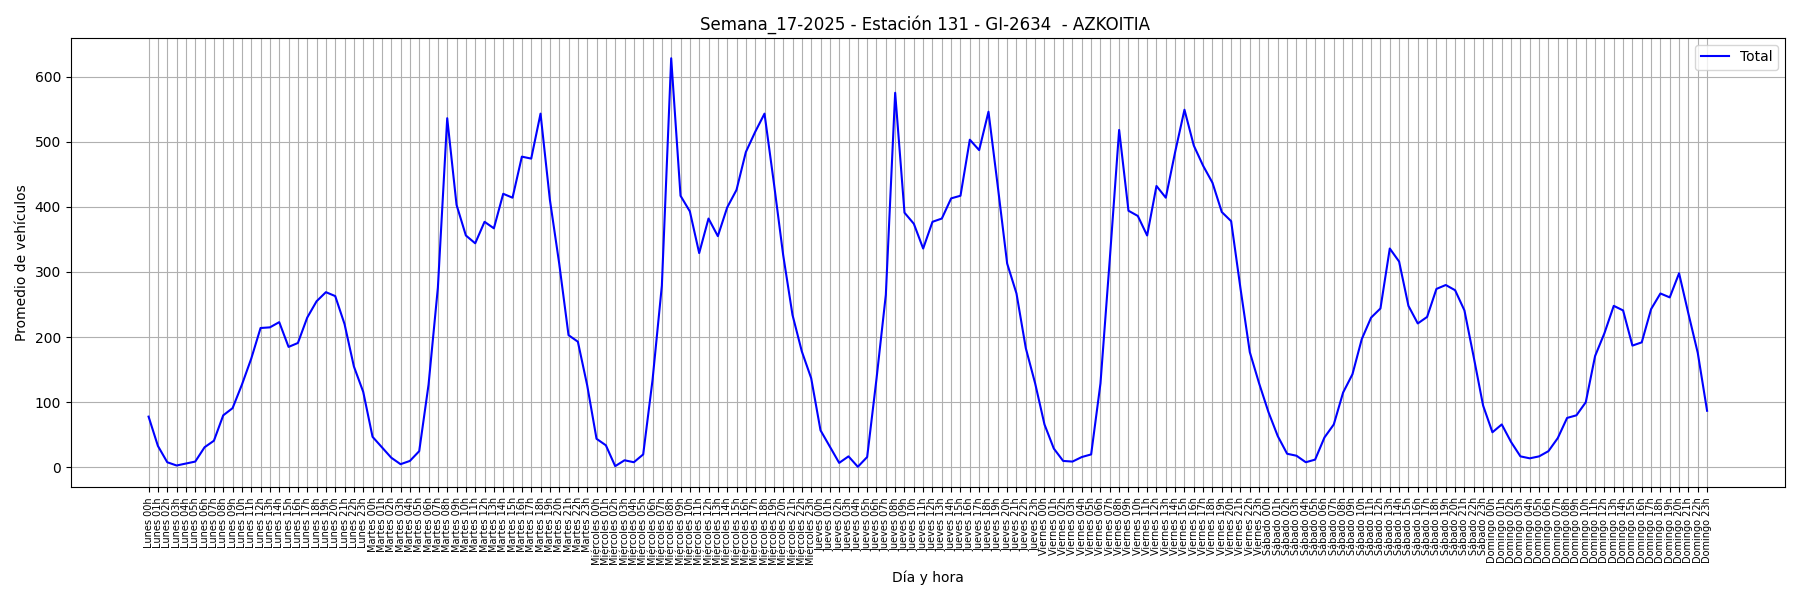 Semana_17-2025 - Estación 131 - GI-2634  - AZKOITIA
Total
Promedio de vehículos
600
500
400
300
200
100
0
Lunes 00h
Lunes 01h
Lunes 02h
Lunes 03h
Lunes 04h
Lunes 05h
Lunes 06h
Lunes 07h
Lunes 08h
Lunes 09h
Lunes 10h
Lunes 11h
Lunes 12h
Lunes 13h
Lunes 14h
Lunes 15h
Lunes 16h
Lunes 17h
Lunes 18h
Lunes 19h
Lunes 20h
Lunes 21h
Lunes 22h
Lunes 23h
Martes 00h
Martes 01h
Martes 02h
Martes 03h
Martes 04h
Martes 05h
Martes 06h
Martes 07h
Martes 08h
Martes 09h
Martes 10h
Martes 11h
Martes 12h
Martes 13h
Martes 14h
Martes 15h
Martes 16h
Martes 17h
Martes 18h
Martes 19h
Martes 20h
Martes 21h
Martes 22h
Martes 23h
Miércoles 00h
Miércoles 01h
Miércoles 02h
Miércoles 03h
Miércoles 04h
Miércoles 05h
Miércoles 06h
Miércoles 07h
Miércoles 08h
Miércoles 09h
Miércoles 10h
Miércoles 11h
Miércoles 12h
Miércoles 13h
Miércoles 14h
Miércoles 15h
Miércoles 16h
Miércoles 17h
Miércoles 18h
Miércoles 19h
Miércoles 20h
Miércoles 21h
Miércoles 22h
Miércoles 23h
Jueves 00h
Jueves 01h
Jueves 02h
Jueves 03h
Jueves 04h
Jueves 05h
Jueves 06h
Jueves 07h
Jueves 08h
Jueves 09h
Jueves 10h
Jueves 11h
Jueves 12h
Jueves 13h
Jueves 14h
Jueves 15h
Jueves 16h
Jueves 17h
Jueves 18h
Jueves 19h
Jueves 20h
Jueves 21h
Jueves 22h
Jueves 23h
Viernes 00h
Viernes 01h
Viernes 02h
Viernes 03h
Viernes 04h
Viernes 05h
Viernes 06h
Viernes 07h
Viernes 08h
Viernes 09h
Viernes 10h
Viernes 11h
Viernes 12h
Viernes 13h
Viernes 14h
Viernes 15h
Viernes 16h
Viernes 17h
Viernes 18h
Viernes 19h
Viernes 20h
Viernes 21h
Viernes 22h
Viernes 23h
Sábado 00h
Sábado 01h
Sábado 02h
Sábado 03h
Sábado 04h
Sábado 05h
Sábado 06h
Sábado 07h
Sábado 08h
Sábado 09h
Sábado 10h
Sábado 11h
Sábado 12h
Sábado 13h
Sábado 14h
Sábado 15h
Sábado 16h
Sábado 17h
Sábado 18h
Sábado 19h
Sábado 20h
Sábado 21h
Sábado 22h
Sábado 23h
Domingo 00h
Domingo 01h
Domingo 02h
Domingo 03h
Domingo 04h
Domingo 05h
Domingo 06h
Domingo 07h
Domingo 08h
Domingo 09h
Domingo 10h
Domingo 11h
Domingo 12h
Domingo 13h
Domingo 14h
Domingo 15h
Domingo 16h
Domingo 17h
Domingo 18h
Domingo 19h
Domingo 20h
Domingo 21h
Domingo 22h
Domingo 23h
Día y hora